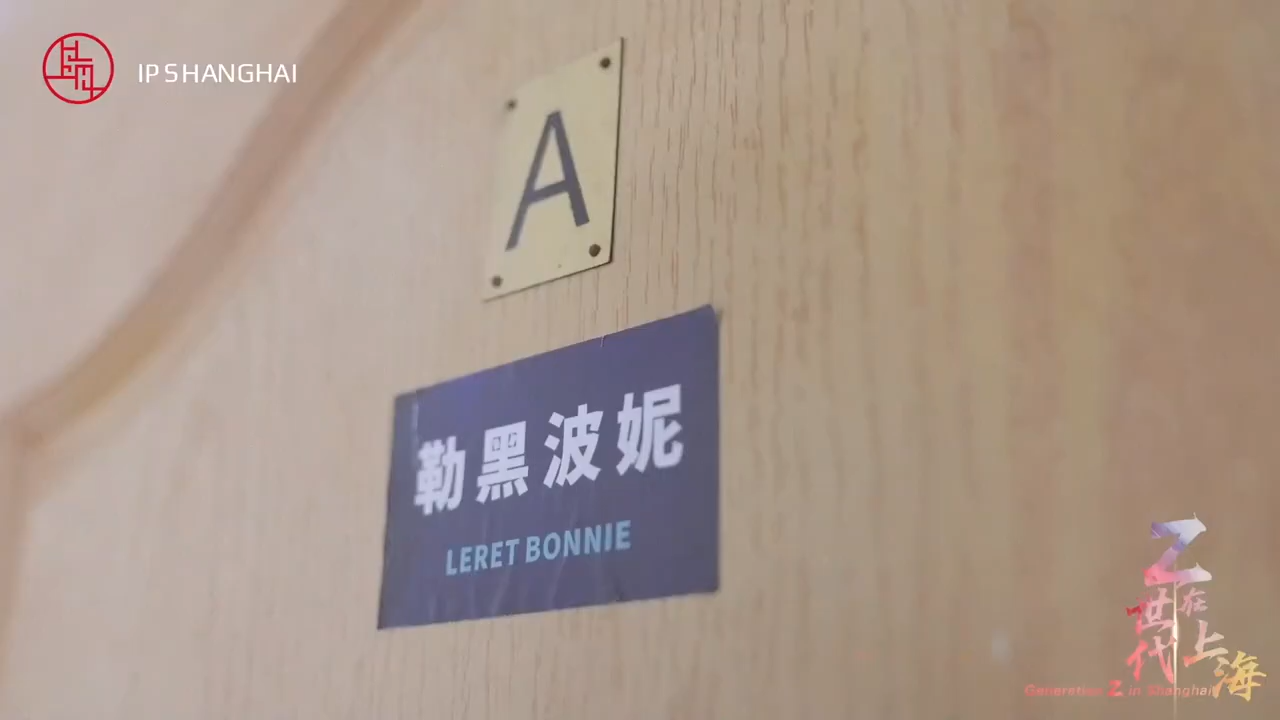 IP SHANGHAI
A
勒黑波妮
LERET BONNIE
Z
世代
在上海
Generation Z in Shanghai